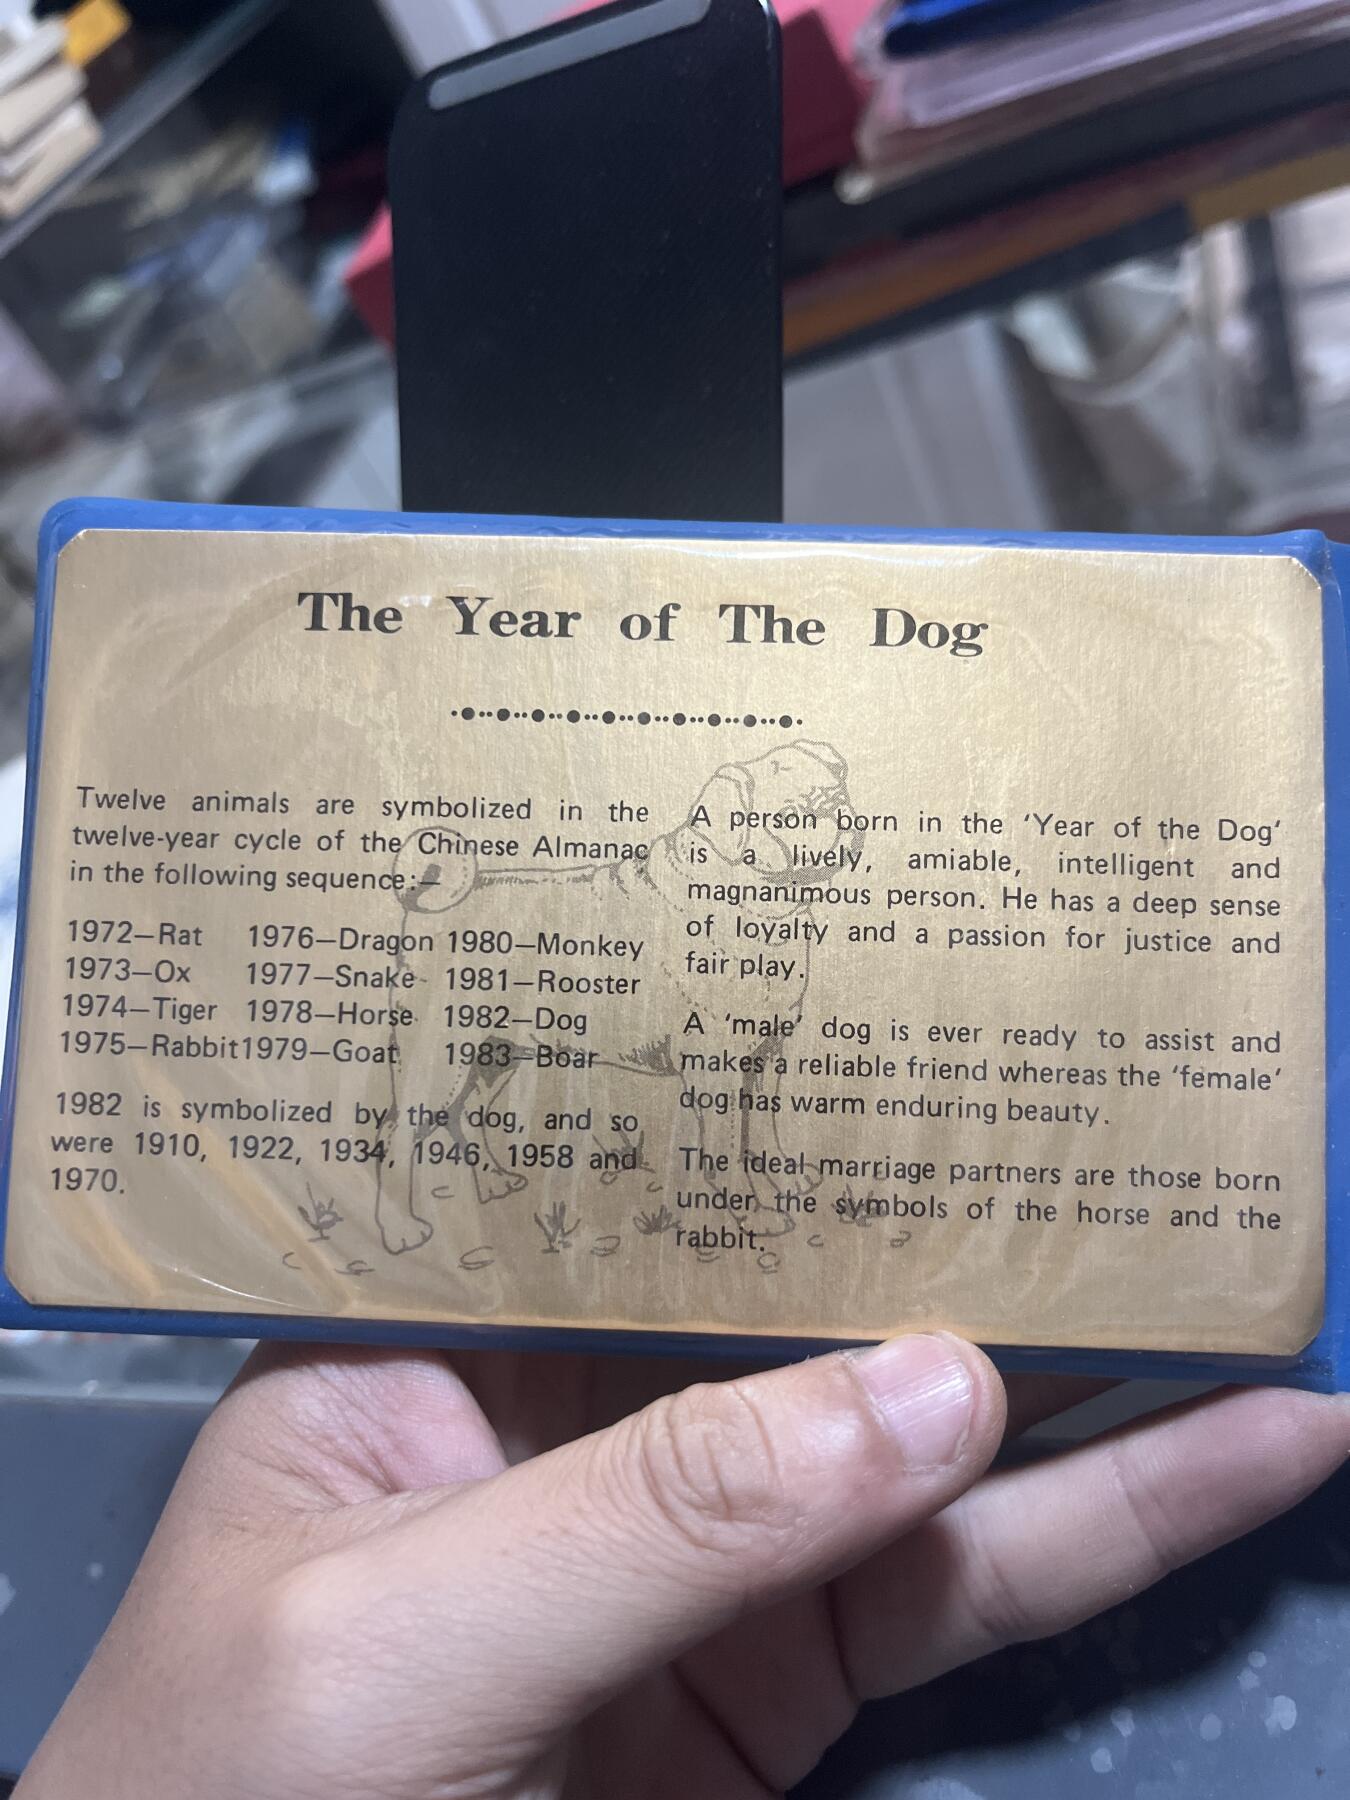 The Year of The Dog
Twelve animals are symbolized in the
twelve-year cycle of the Chinese Almanac
in the following sequence:—
1972—Rat 1976—Dragon 1980—Monkey
1973—Ox 1977—Snake 1981—Rooster
1974—Tiger 1978—Horse 1982—Dog
1975—Rabbit 1979—Goat 1983—Boar
1982 is symbolized by the dog, and so
were 1910, 1922, 1934, 1946, 1958 and
1970.
A person born in the ‘Year of the Dog’
is a lively, amiable, intelligent and
magnanimous person. He has a deep sense
of loyalty and a passion for justice and
fair play.
A ‘male’ dog is ever ready to assist and
makes a reliable friend whereas the ‘female’
dog has warm enduring beauty.
The ideal marriage partners are those born
under the symbols of the horse and the
rabbit.